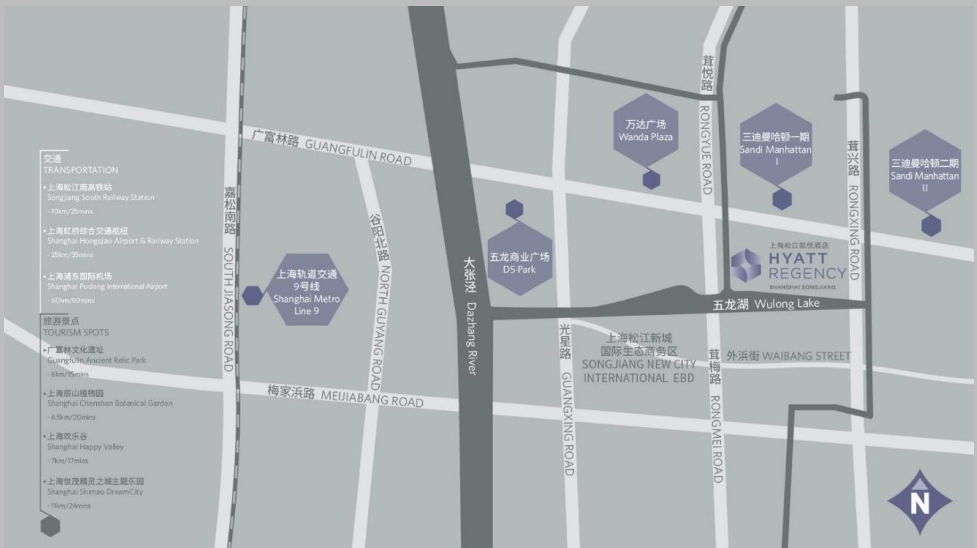 交通
TRANSPORTATION
•上海松江南高铁站
Songjiang South Railway Station
-10km/25mins
•上海虹桥综合交通枢纽
Shanghai Hongqiao Airport & Railway Station
-25km/35mins
•上海浦东国际机场
Shanghai Pudong International Airport
-60km/60mins
旅游景点
TOURISM SPOTS
•广富林文化遗址
Guangfulin Ancient Relic Park
-6km/15mins
•上海辰山植物园
Shanghai Chenshan Botanical Garden
-6.5km/20mins
•上海欢乐谷
Shanghai Happy Valley
-7km/17mins
•上海世茂精灵之城主题乐园
Shanghai Shimao DreamCity
-11km/24mins
嘉松南路 SOUTH JIASONG ROAD
广富林路 GUANGFULIN ROAD
上海轨道交通
9号线
Shanghai Metro
Line 9
洛阳北路 NORTH GUYANG ROAD
梅家浜路 MEIJIABANG ROAD
大张泾 Dazhang River
五龙商业广场
D5 Park
万达广场
Wanda Plaza
茸悦路 RONGYUE ROAD
三迪曼哈顿一期
Sandi Manhattan
I
茸兴路 RONGXING ROAD
三迪曼哈顿二期
Sandi Manhattan
II
上海松江凯悦酒店
HYATT
REGENCY
SHANGHAI SONGJIANG
五龙湖 Wulong Lake
光星路 GUANGXING ROAD
上海松江新城
国际生态商务区
SONGJIANG NEW CITY
INTERNATIONAL EBD
茸梅路 RONGMEI ROAD
外浜街 WAIBANG STREET
N